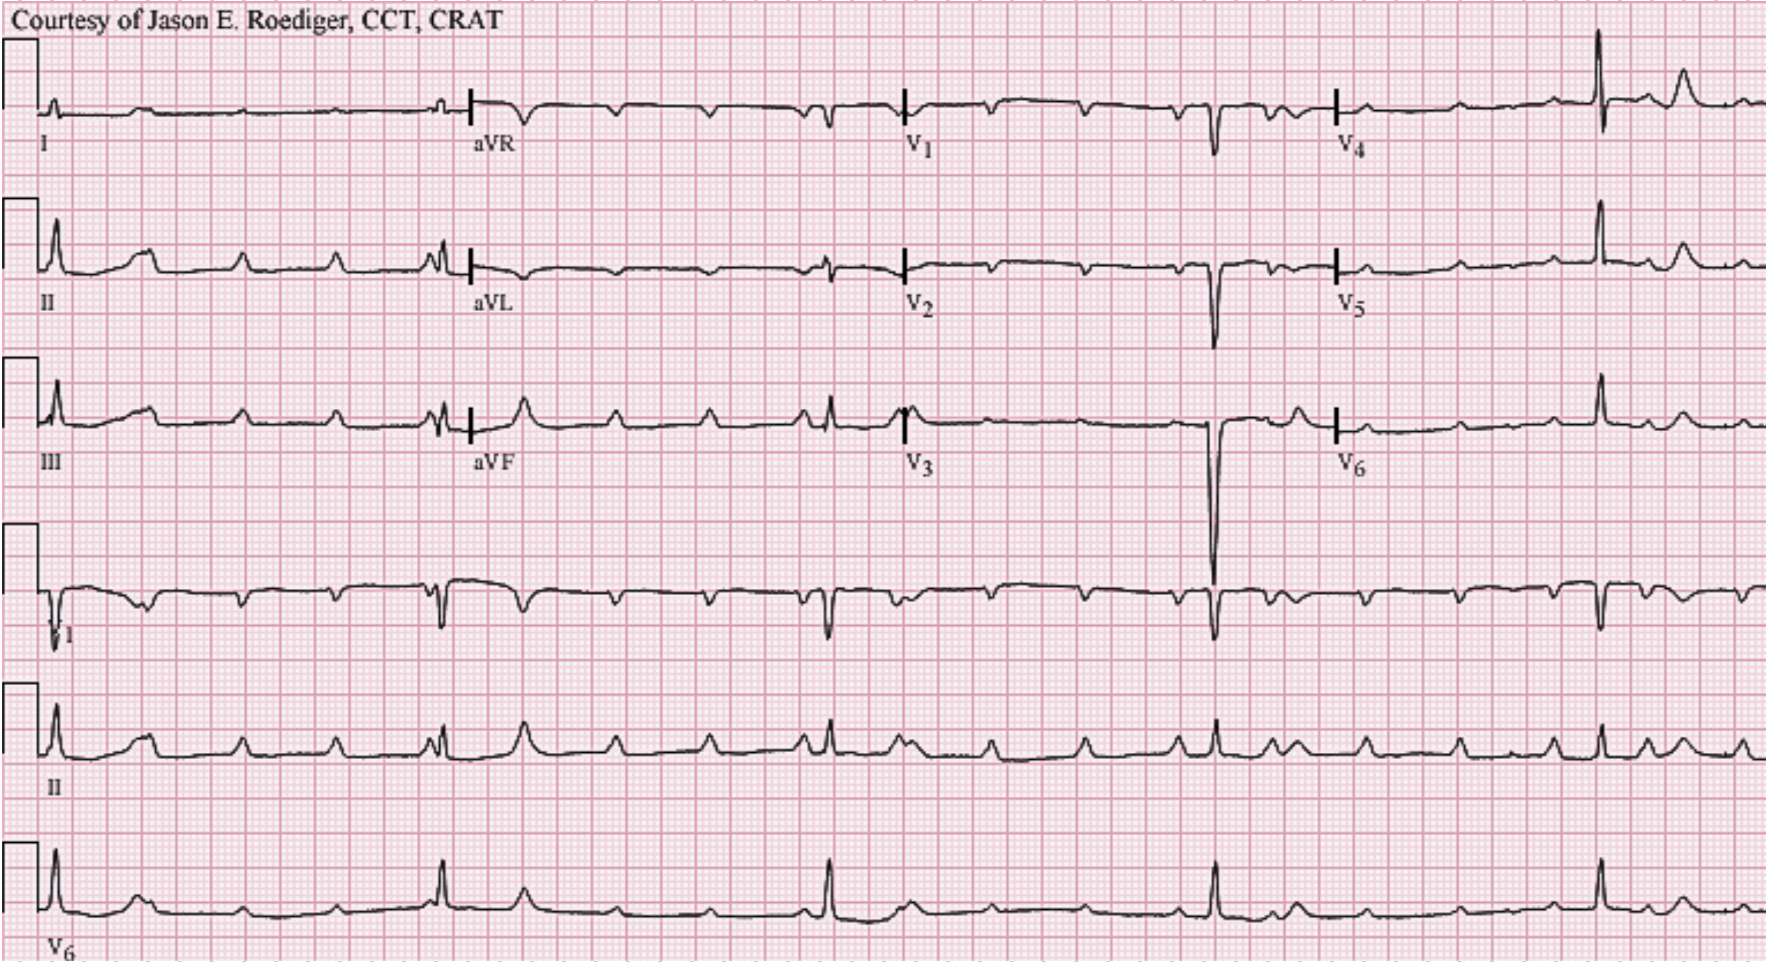 Courtesy of Jason E. Roediger, CCT, CRAT
I aVR V1 V4
II aVL V2 V5
III aVF V3 V6
1
II
V6